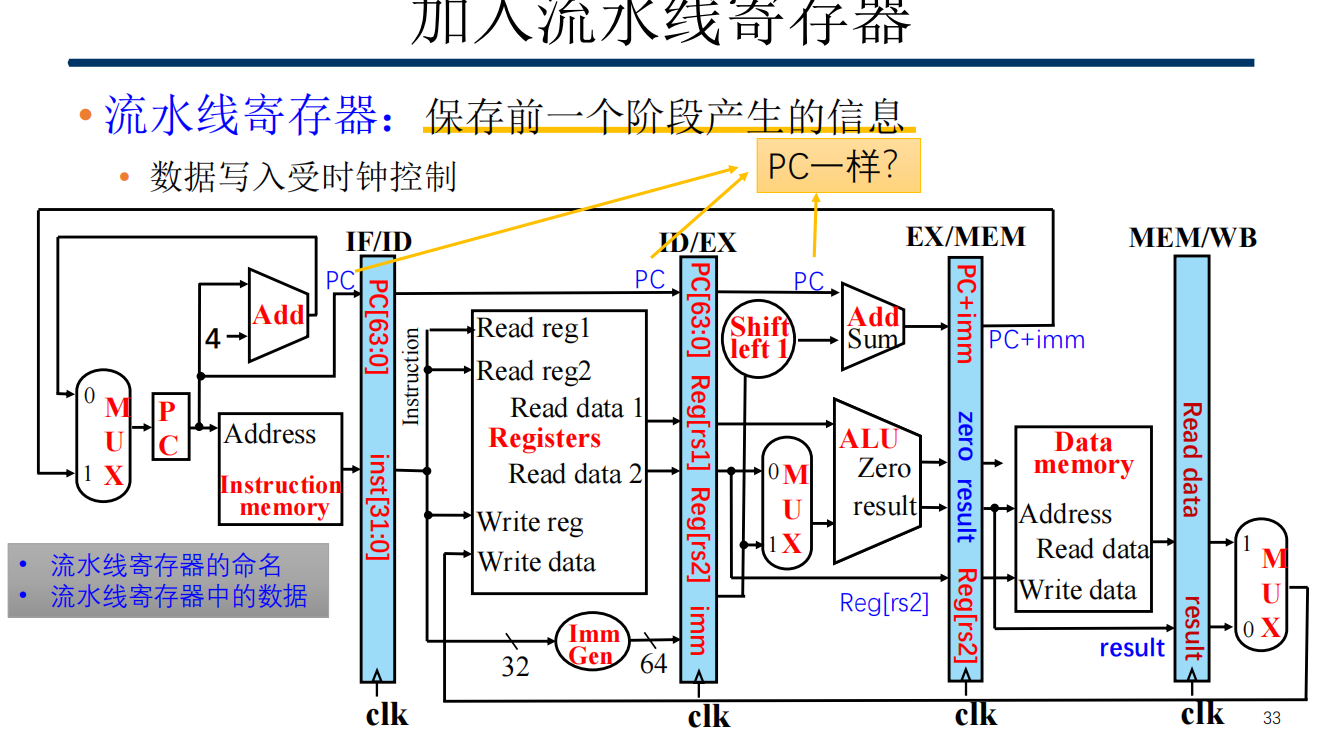 加入流水线寄存器
• 流水线寄存器：保存前一个阶段产生的信息
• 数据写入受时钟控制
PC一样？
IF/ID
ID/EX
EX/MEM
MEM/WB
PC
PC
PC
Add
4
0
M
U
X
1
P
C
Address
Instruction
memory
PC[63:0]
inst[31:0]
Instruction
Read reg1
Read reg2
Read data 1
Registers
Read data 2
Write reg
Write data
32
Imm
Gen
64
PC[63:0]
Reg[rs1]
Reg[rs2]
imm
Shift
left 1
Add
Sum
0
M
U
X
1
ALU
Zero
result
Reg[rs2]
PC+imm
zero
result
Reg[rs2]
PC+imm
Data
memory
Address
Read data
Write data
result
Read data
result
1
M
U
X
0
• 流水线寄存器的命名
• 流水线寄存器中的数据
clk
clk
clk
clk
33